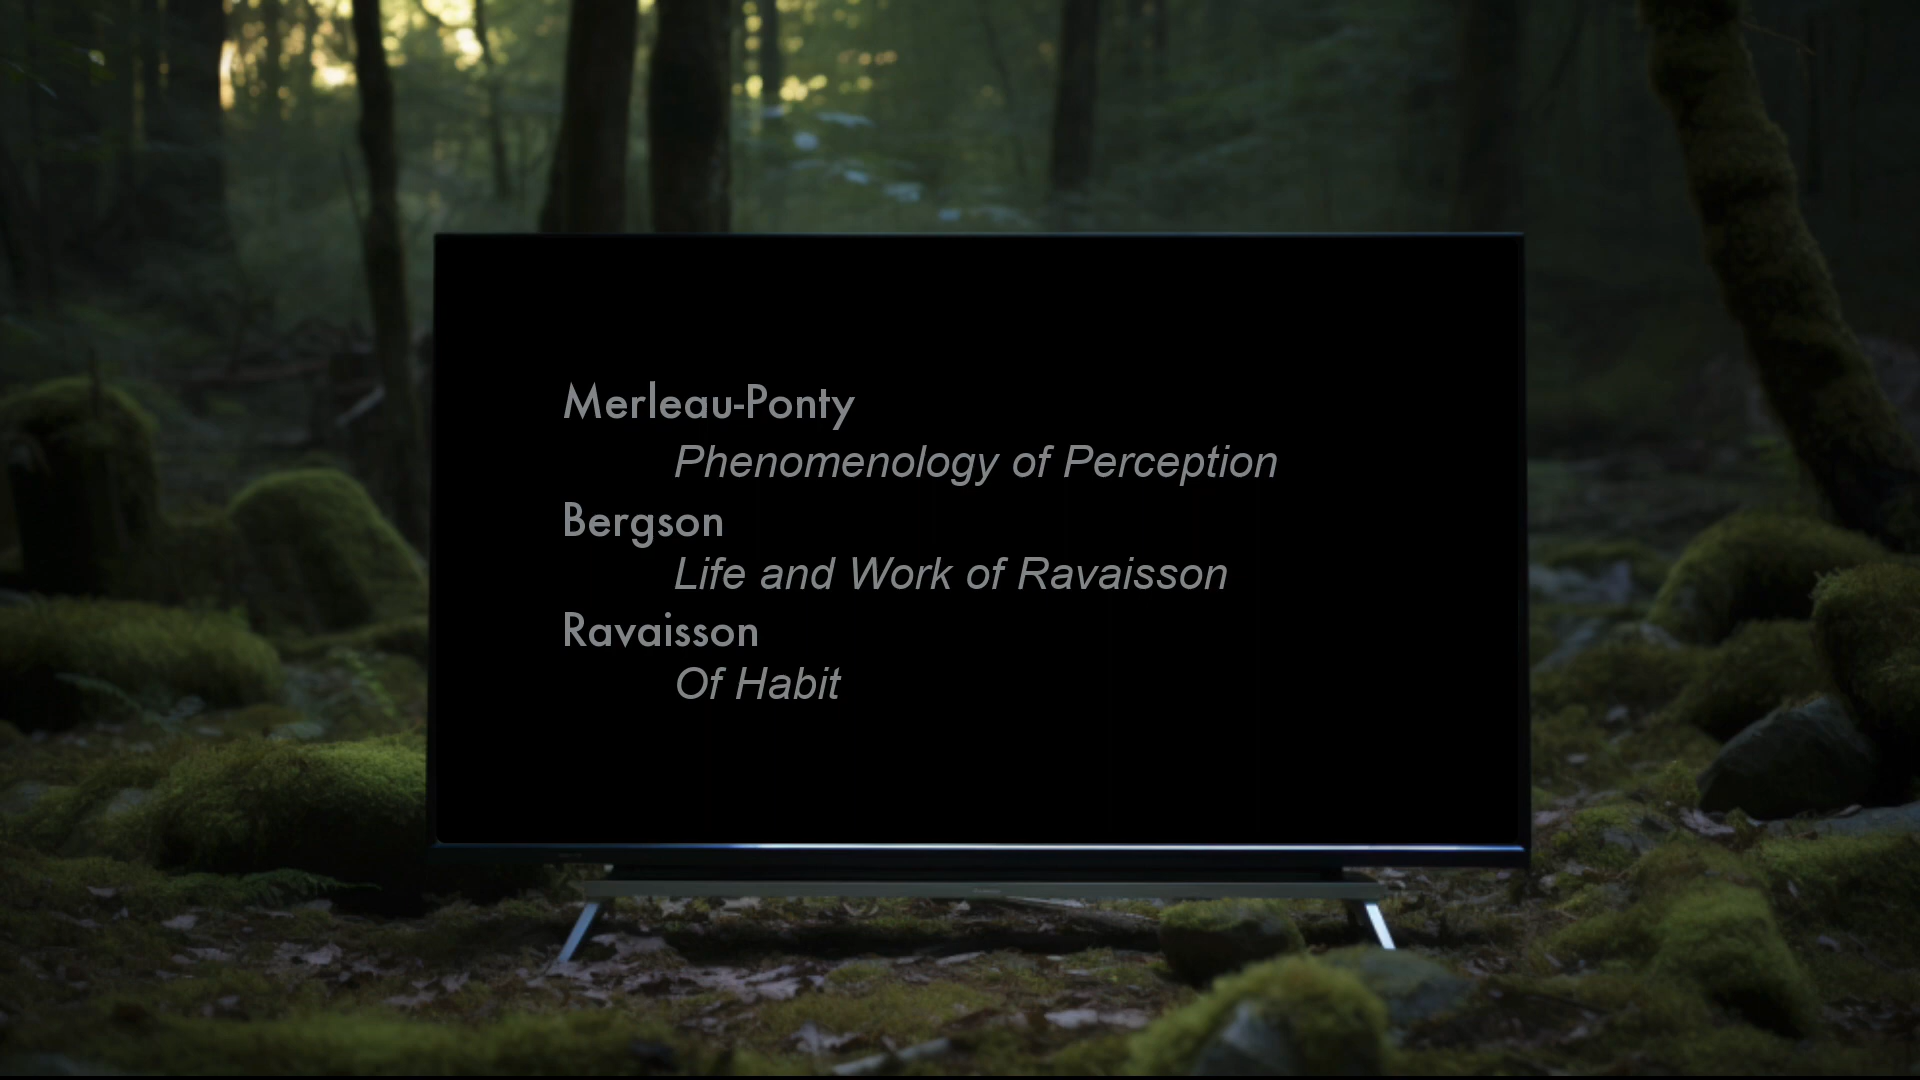 Merleau-Ponty
Phenomenology of Perception
Bergson
Life and Work of Ravaisson
Ravaisson
Of Habit